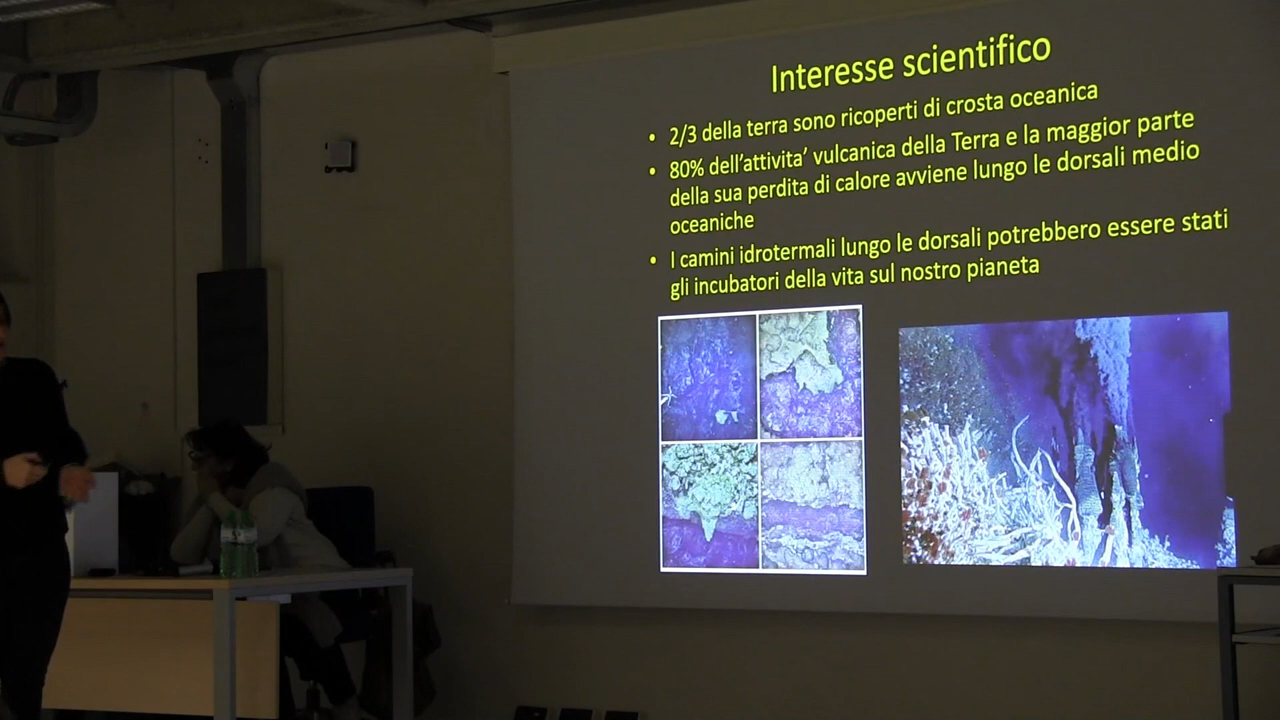 Interesse scientifico
• 2/3 della terra sono ricoperti di crosta oceanica
• 80% dell'attivita' vulcanica della Terra e la maggior parte
della sua perdita di calore avviene lungo le dorsali medio
oceaniche
• I camini idrotermali lungo le dorsali potrebbero essere stati
gli incubatori della vita sul nostro pianeta